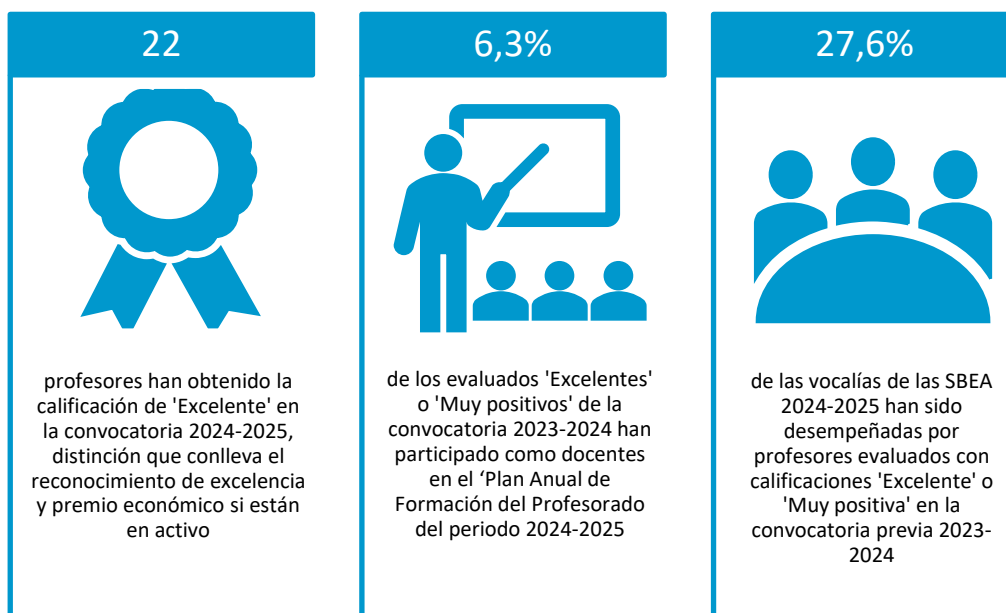 22
profesores han obtenido la
calificación de 'Excelente' en
la convocatoria 2024-2025,
distinción que conlleva el
reconocimiento de excelencia
y premio económico si están
en activo
6,3%
de los evaluados 'Excelentes'
o 'Muy positivos' de la
convocatoria 2023-2024 han
participado como docentes
en el ‘Plan Anual de
Formación del Profesorado
del periodo 2024-2025
27,6%
de las vocalías de las SBEA
2024-2025 han sido
desempeñadas por
profesores evaluados con
calificaciones 'Excelente' o
'Muy positiva' en la
convocatoria previa 2023-
2024